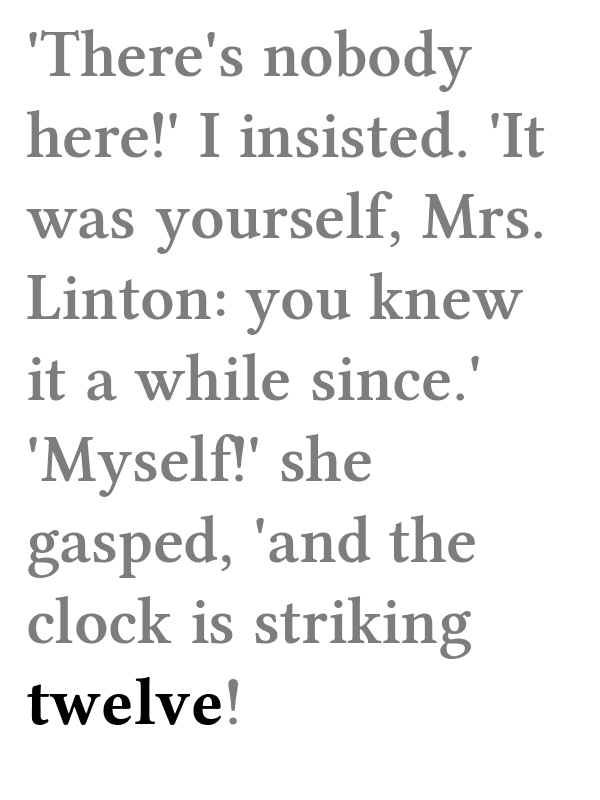 'There's nobody
here!' I insisted. 'It
was yourself, Mrs.
Linton: you knew
it a while since.'
'Myself!' she
gasped, 'and the
clock is striking
twelve!